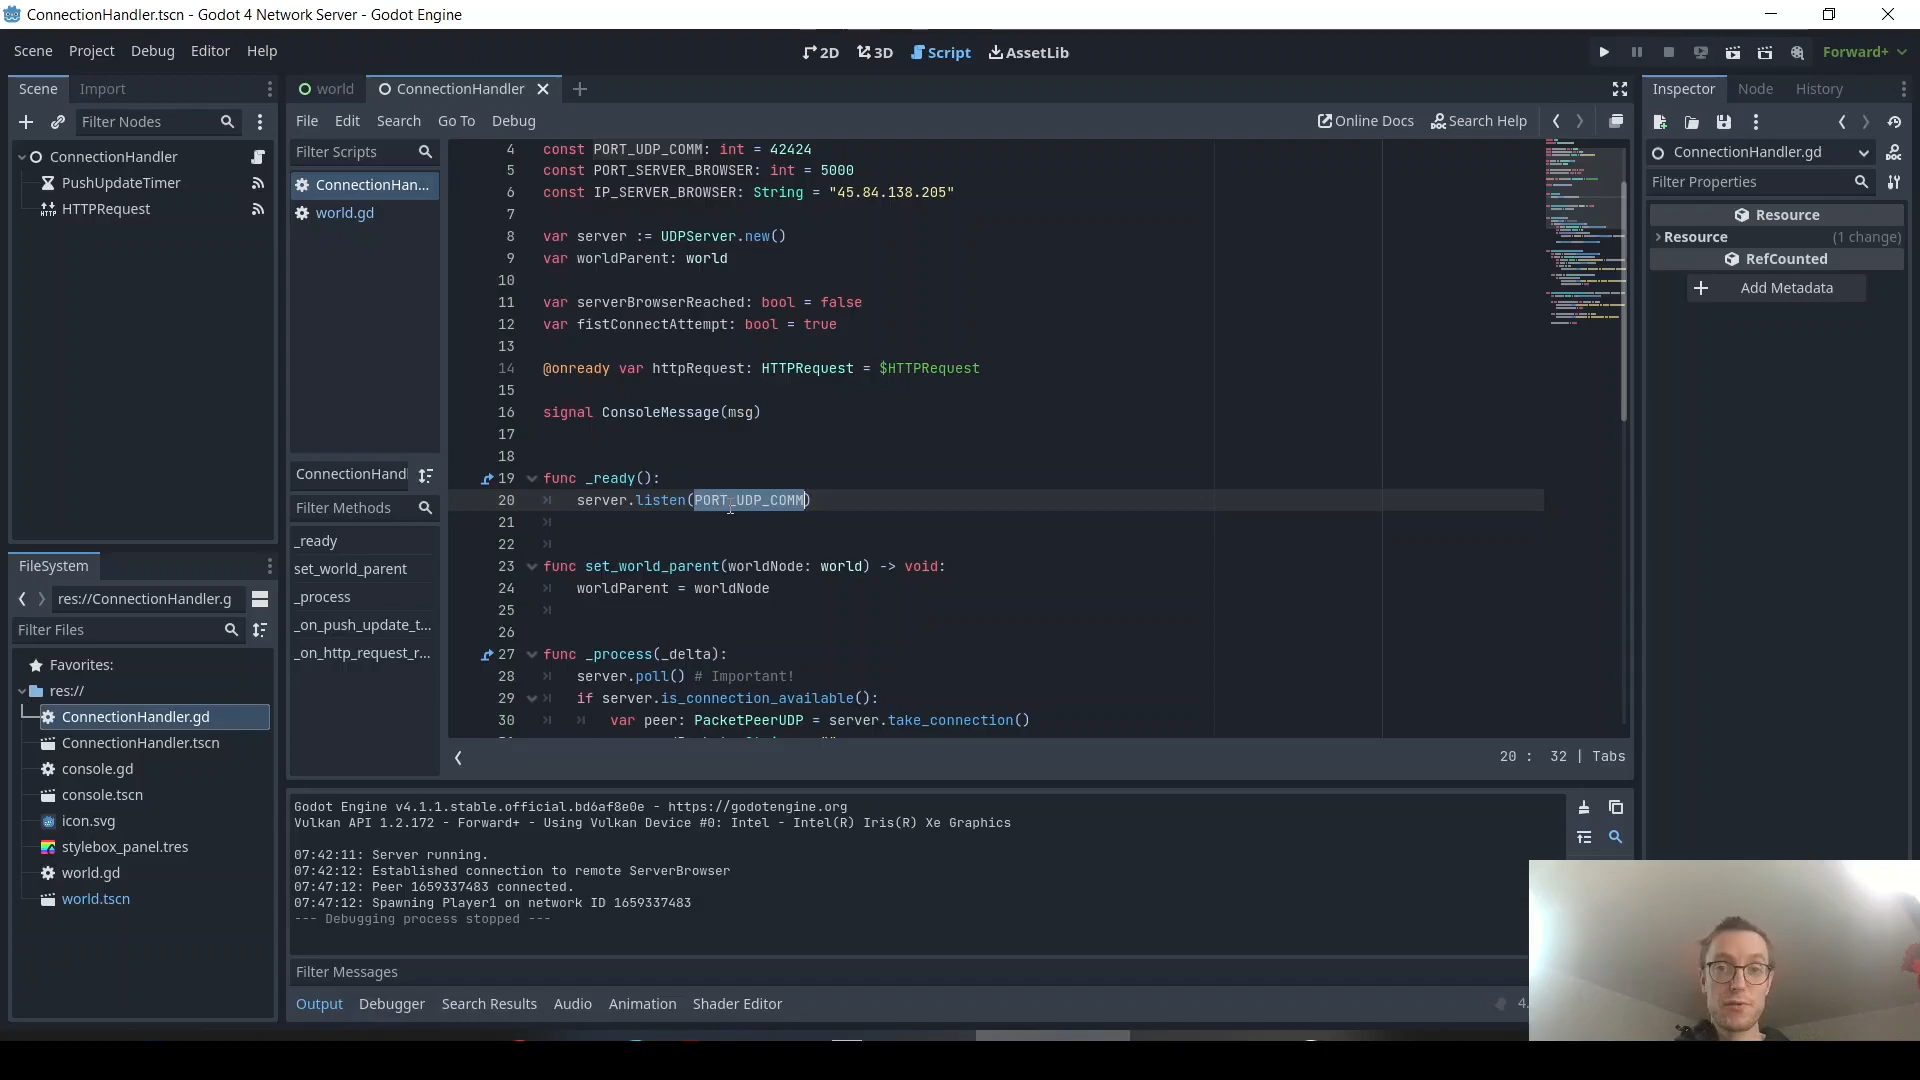 ConnectionHandler.tscn - Godot 4 Network Server - Godot Engine
Scene Project Debug Editor Help
2D 3D Script AssetLib
Forward+
Scene Import
Filter Nodes
ConnectionHandler
PushUpdateTimer
HTTPRequest
world ConnectionHandler
File Edit Search Go To Debug
Online Docs Search Help
Filter Scripts
ConnectionHan...
world.gd
ConnectionHandl
Filter Methods
_ready
set_world_parent
_process
_on_push_update_t...
_on_http_request_r...
4 const PORT_UDP_COMM: int = 42424
5 const PORT_SERVER_BROWSER: int = 5000
6 const IP_SERVER_BROWSER: String = "45.84.138.205"
7
8 var server := UDPServer.new()
9 var worldParent: world
10
11 var serverBrowserReached: bool = false
12 var fistConnectAttempt: bool = true
13
14 @onready var httpRequest: HTTPRequest = $HTTPRequest
15
16 signal ConsoleMessage(msg)
17
18
19 func _ready():
20 server.listen(PORT_UDP_COMM)
21
22
23 func set_world_parent(worldNode: world) -> void:
24 worldParent = worldNode
25
26
27 func _process(_delta):
28 server.poll() # Important!
29 if server.is_connection_available():
30 var peer: PacketPeerUDP = server.take_connection()
20 : 32 | Tabs
Inspector Node History
ConnectionHandler.gd
Filter Properties
Resource
Resource (1 change)
RefCounted
Add Metadata
FileSystem
res://ConnectionHandler.g
Filter Files
Favorites:
res://
ConnectionHandler.gd
ConnectionHandler.tscn
console.gd
console.tscn
icon.svg
stylebox_panel.tres
world.gd
world.tscn
Godot Engine v4.1.1.stable.official.bd6af8e0e - https://godotengine.org
Vulkan API 1.2.172 - Forward+ - Using Vulkan Device #0: Intel - Intel(R) Iris(R) Xe Graphics
07:42:11: Server running.
07:42:12: Established connection to remote ServerBrowser
07:47:12: Peer 1659337483 connected.
07:47:12: Spawning Player1 on network ID 1659337483
--- Debugging process stopped ---
Filter Messages
Output Debugger Search Results Audio Animation Shader Editor
4.